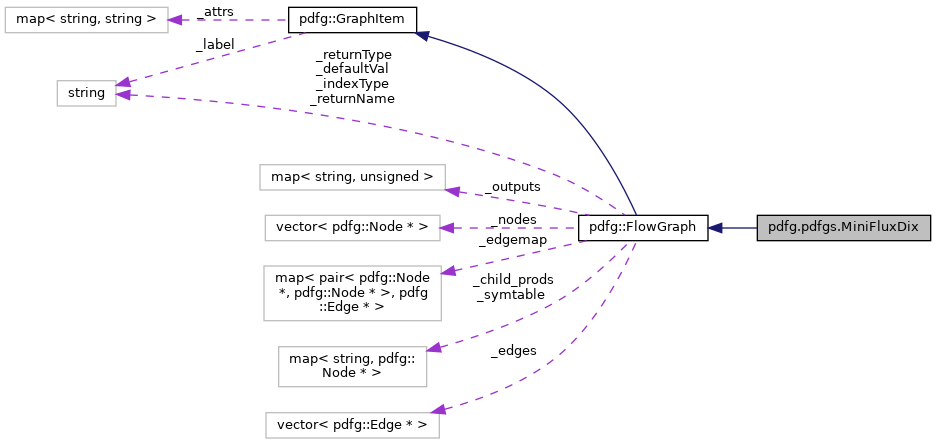 map< string, string >
_attrs
pdfg::GraphItem
_label
string
_returnType
_defaultVal
_indexType
_returnName
map< string, unsigned >
_outputs
vector< pdfg::Node * >
_nodes
pdfg::FlowGraph
pdfg.pdfgs.MiniFluxDix
_edgemap
map< pair< pdfg::Node
*, pdfg::Node * >, pdfg
::Edge * >
_child_prods
_symtable
map< string, pdfg::
Node * >
_edges
vector< pdfg::Edge * >